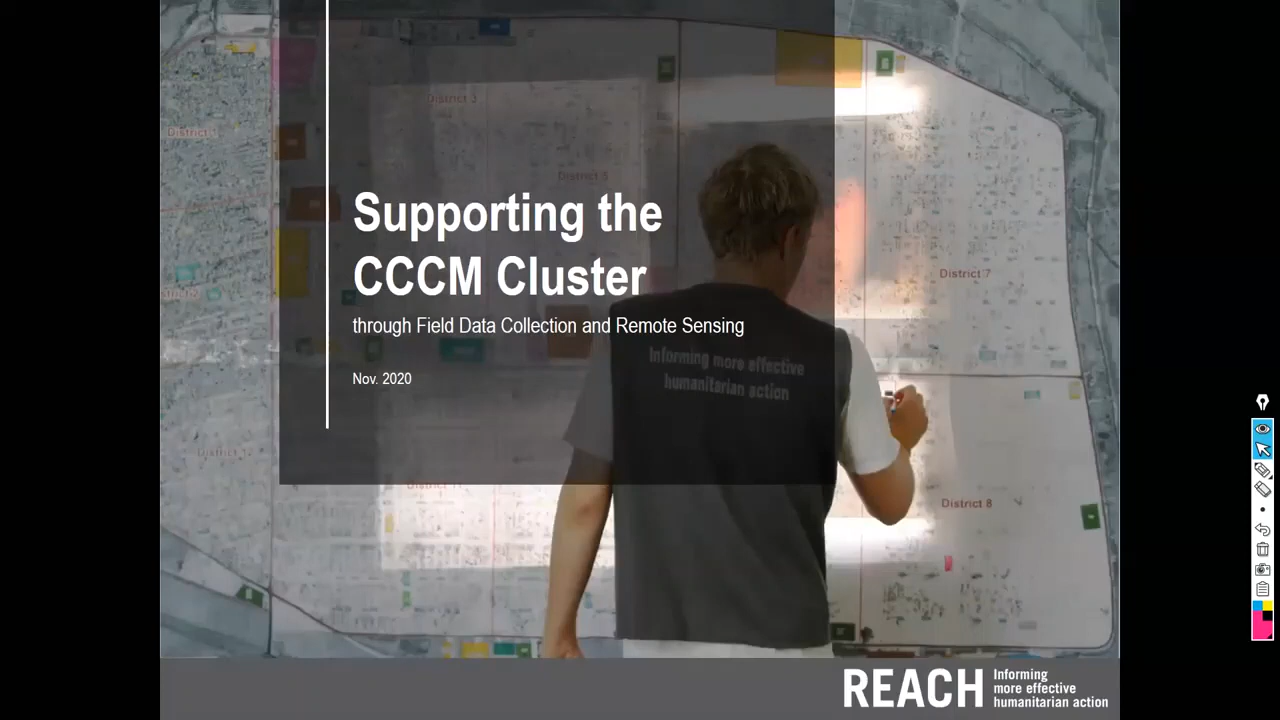 District 3
District 1
District 5
Supporting the
CCCM Cluster
District 7
through Field Data Collection and Remote Sensing
Informing more effective
humanitarian action
Nov. 2020
District 12
District 8
REACH
Informing
more effective
humanitarian action